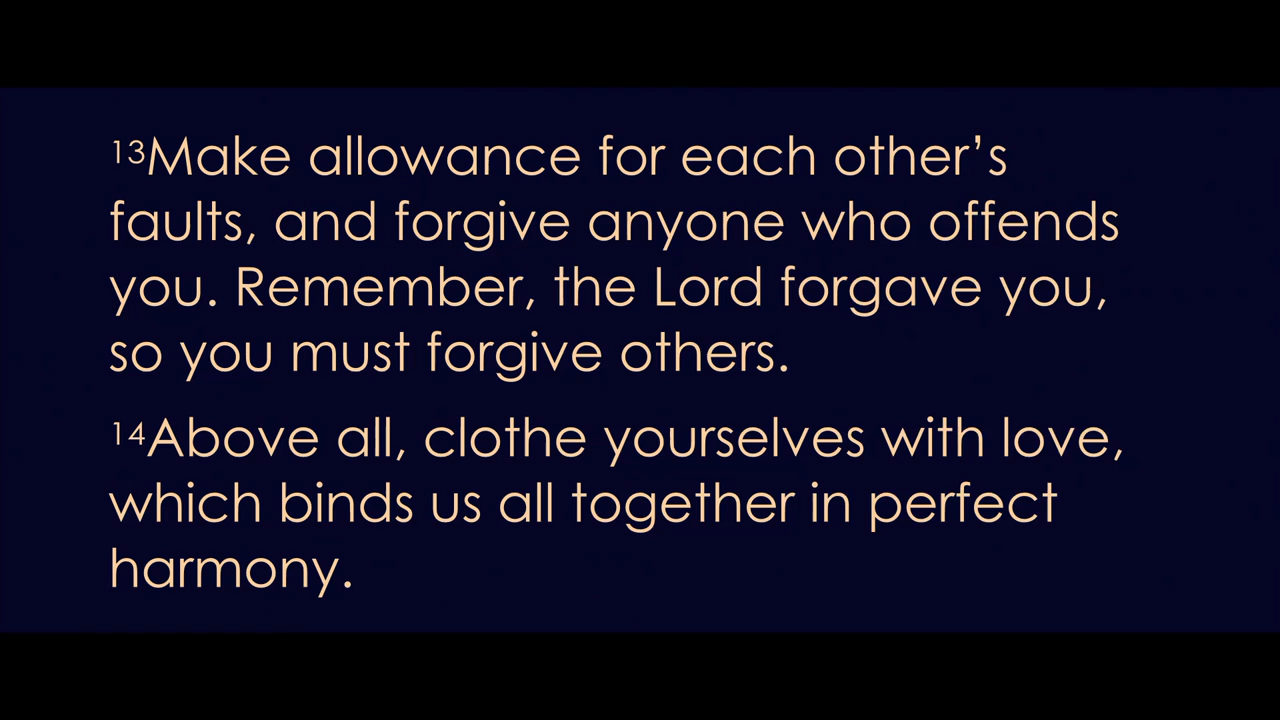 13Make allowance for each other’s
faults, and forgive anyone who offends
you. Remember, the Lord forgave you,
so you must forgive others.
14Above all, clothe yourselves with love,
which binds us all together in perfect
harmony.